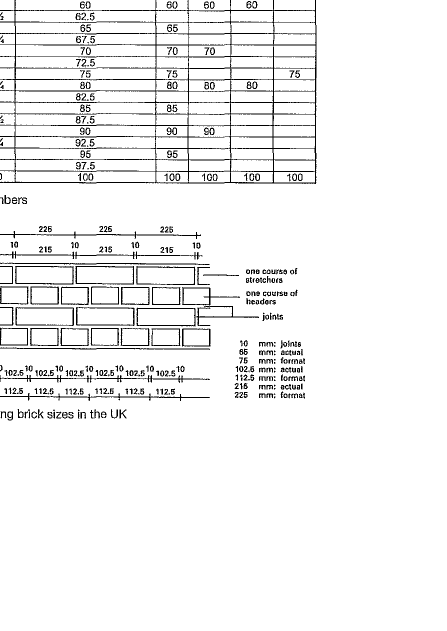 60 60 60 60
62.5
65 65
67.5
70 70 70
72.5
75 75 75
80 80 80 80
82.5
85 85
87.5
90 90 90
92.5
95 95
97.5
100 100 100 100 100
nbers
225 225 225
10 10 10 10
215 215 215
one course of
stretchers
one course of
headers
joints
10 mm: joints
65 mm: actual
75 mm: format
102.5 mm: actual
112.5 mm: format
215 mm: actual
225 mm: format
102.5 10 102.5 10 102.5 10 102.5 10 102.5 10 102.5 10
112.5 112.5 112.5 112.5 112.5 112.5
ng brick sizes in the UK